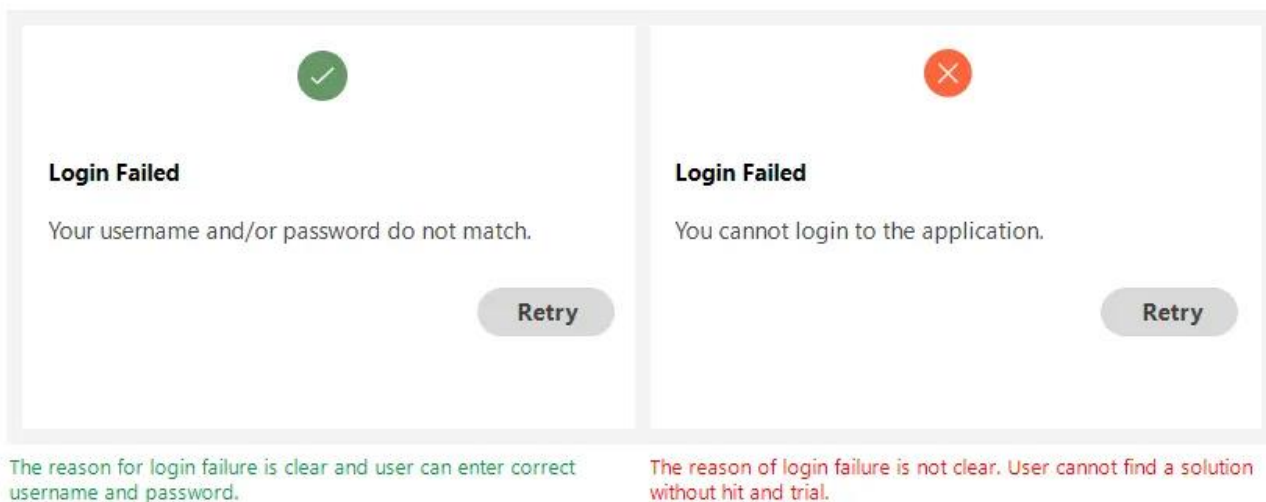 Login Failed
Your username and/or password do not match.
Retry
Login Failed
You cannot login to the application.
Retry
The reason for login failure is clear and user can enter correct
username and password.
The reason of login failure is not clear. User cannot find a solution
without hit and trial.